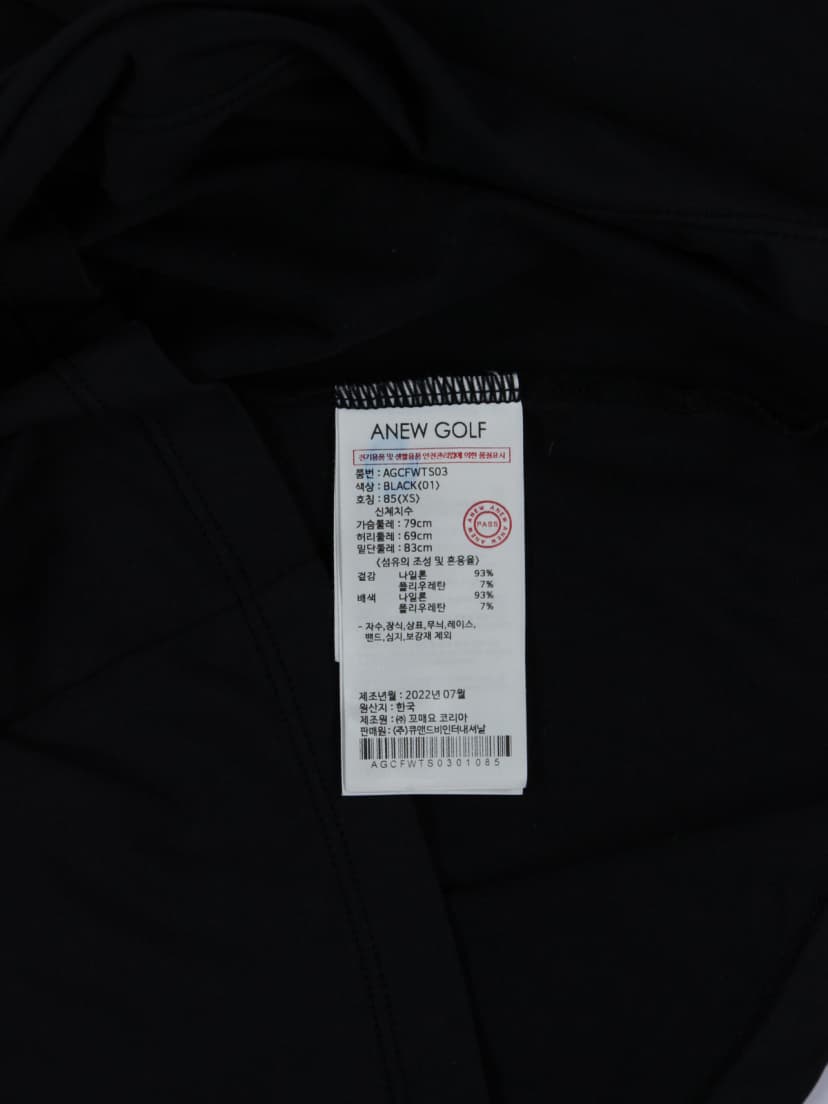 ANEW GOLF
전기용품 및 생활용품 안전관리법에 의한 품질표시
품번 : AGCFWTS03
색상 : BLACK(01)
호칭 : 85(XS)
신체치수
가슴둘레 : 79cm
허리둘레 : 69cm
밑단둘레 : 83cm
ANEW ANEW ANEW
PASS
<섬유의 조성 및 혼용율>
겉감 나일론 93%
폴리우레탄 7%
배색 나일론 93%
폴리우레탄 7%
- 자수,장식,상표,무늬,레이스,
밴드,심지,보강재 제외
제조년월 : 2022년 07월
원산지 : 한국
제조원 : ㈜ 꼬매요 코리아
판매원 : (주)큐앤드비인터내셔날
AGCFWTS0301085